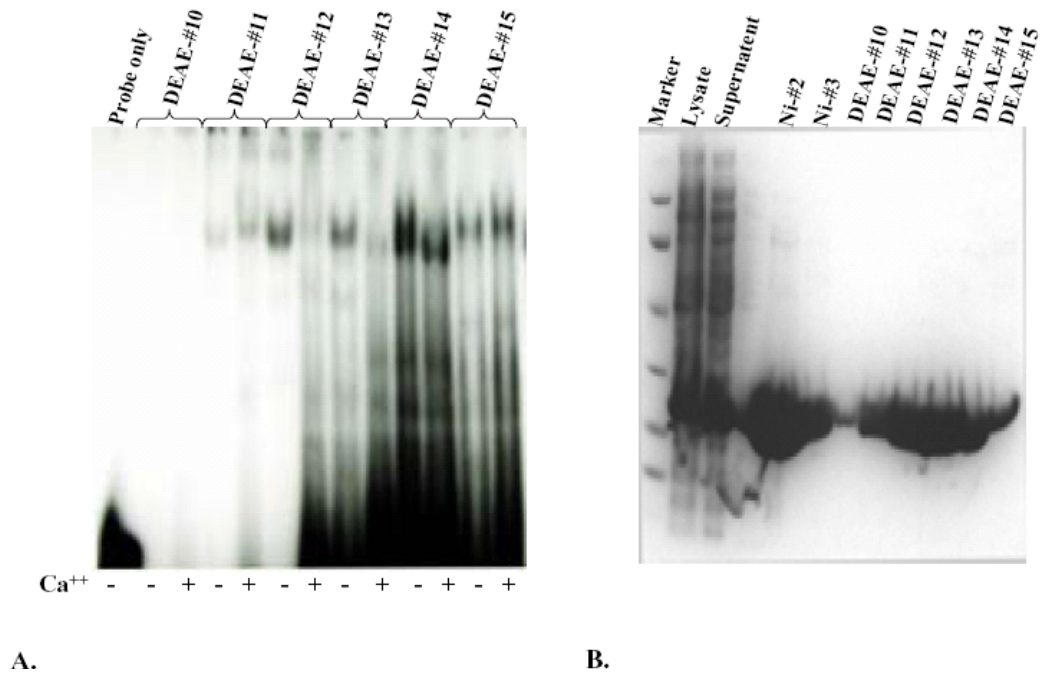 Probe only
DEAE-#10
DEAE-#11
DEAE-#12
DEAE-#13
DEAE-#14
DEAE-#15
Ca++ - - + - + - + - + - + - +
A.
B.
Marker
Lysate
Supernatent
Ni-#2
Ni-#3
DEAE-#10
DEAE-#11
DEAE-#12
DEAE-#13
DEAE-#14
DEAE-#15